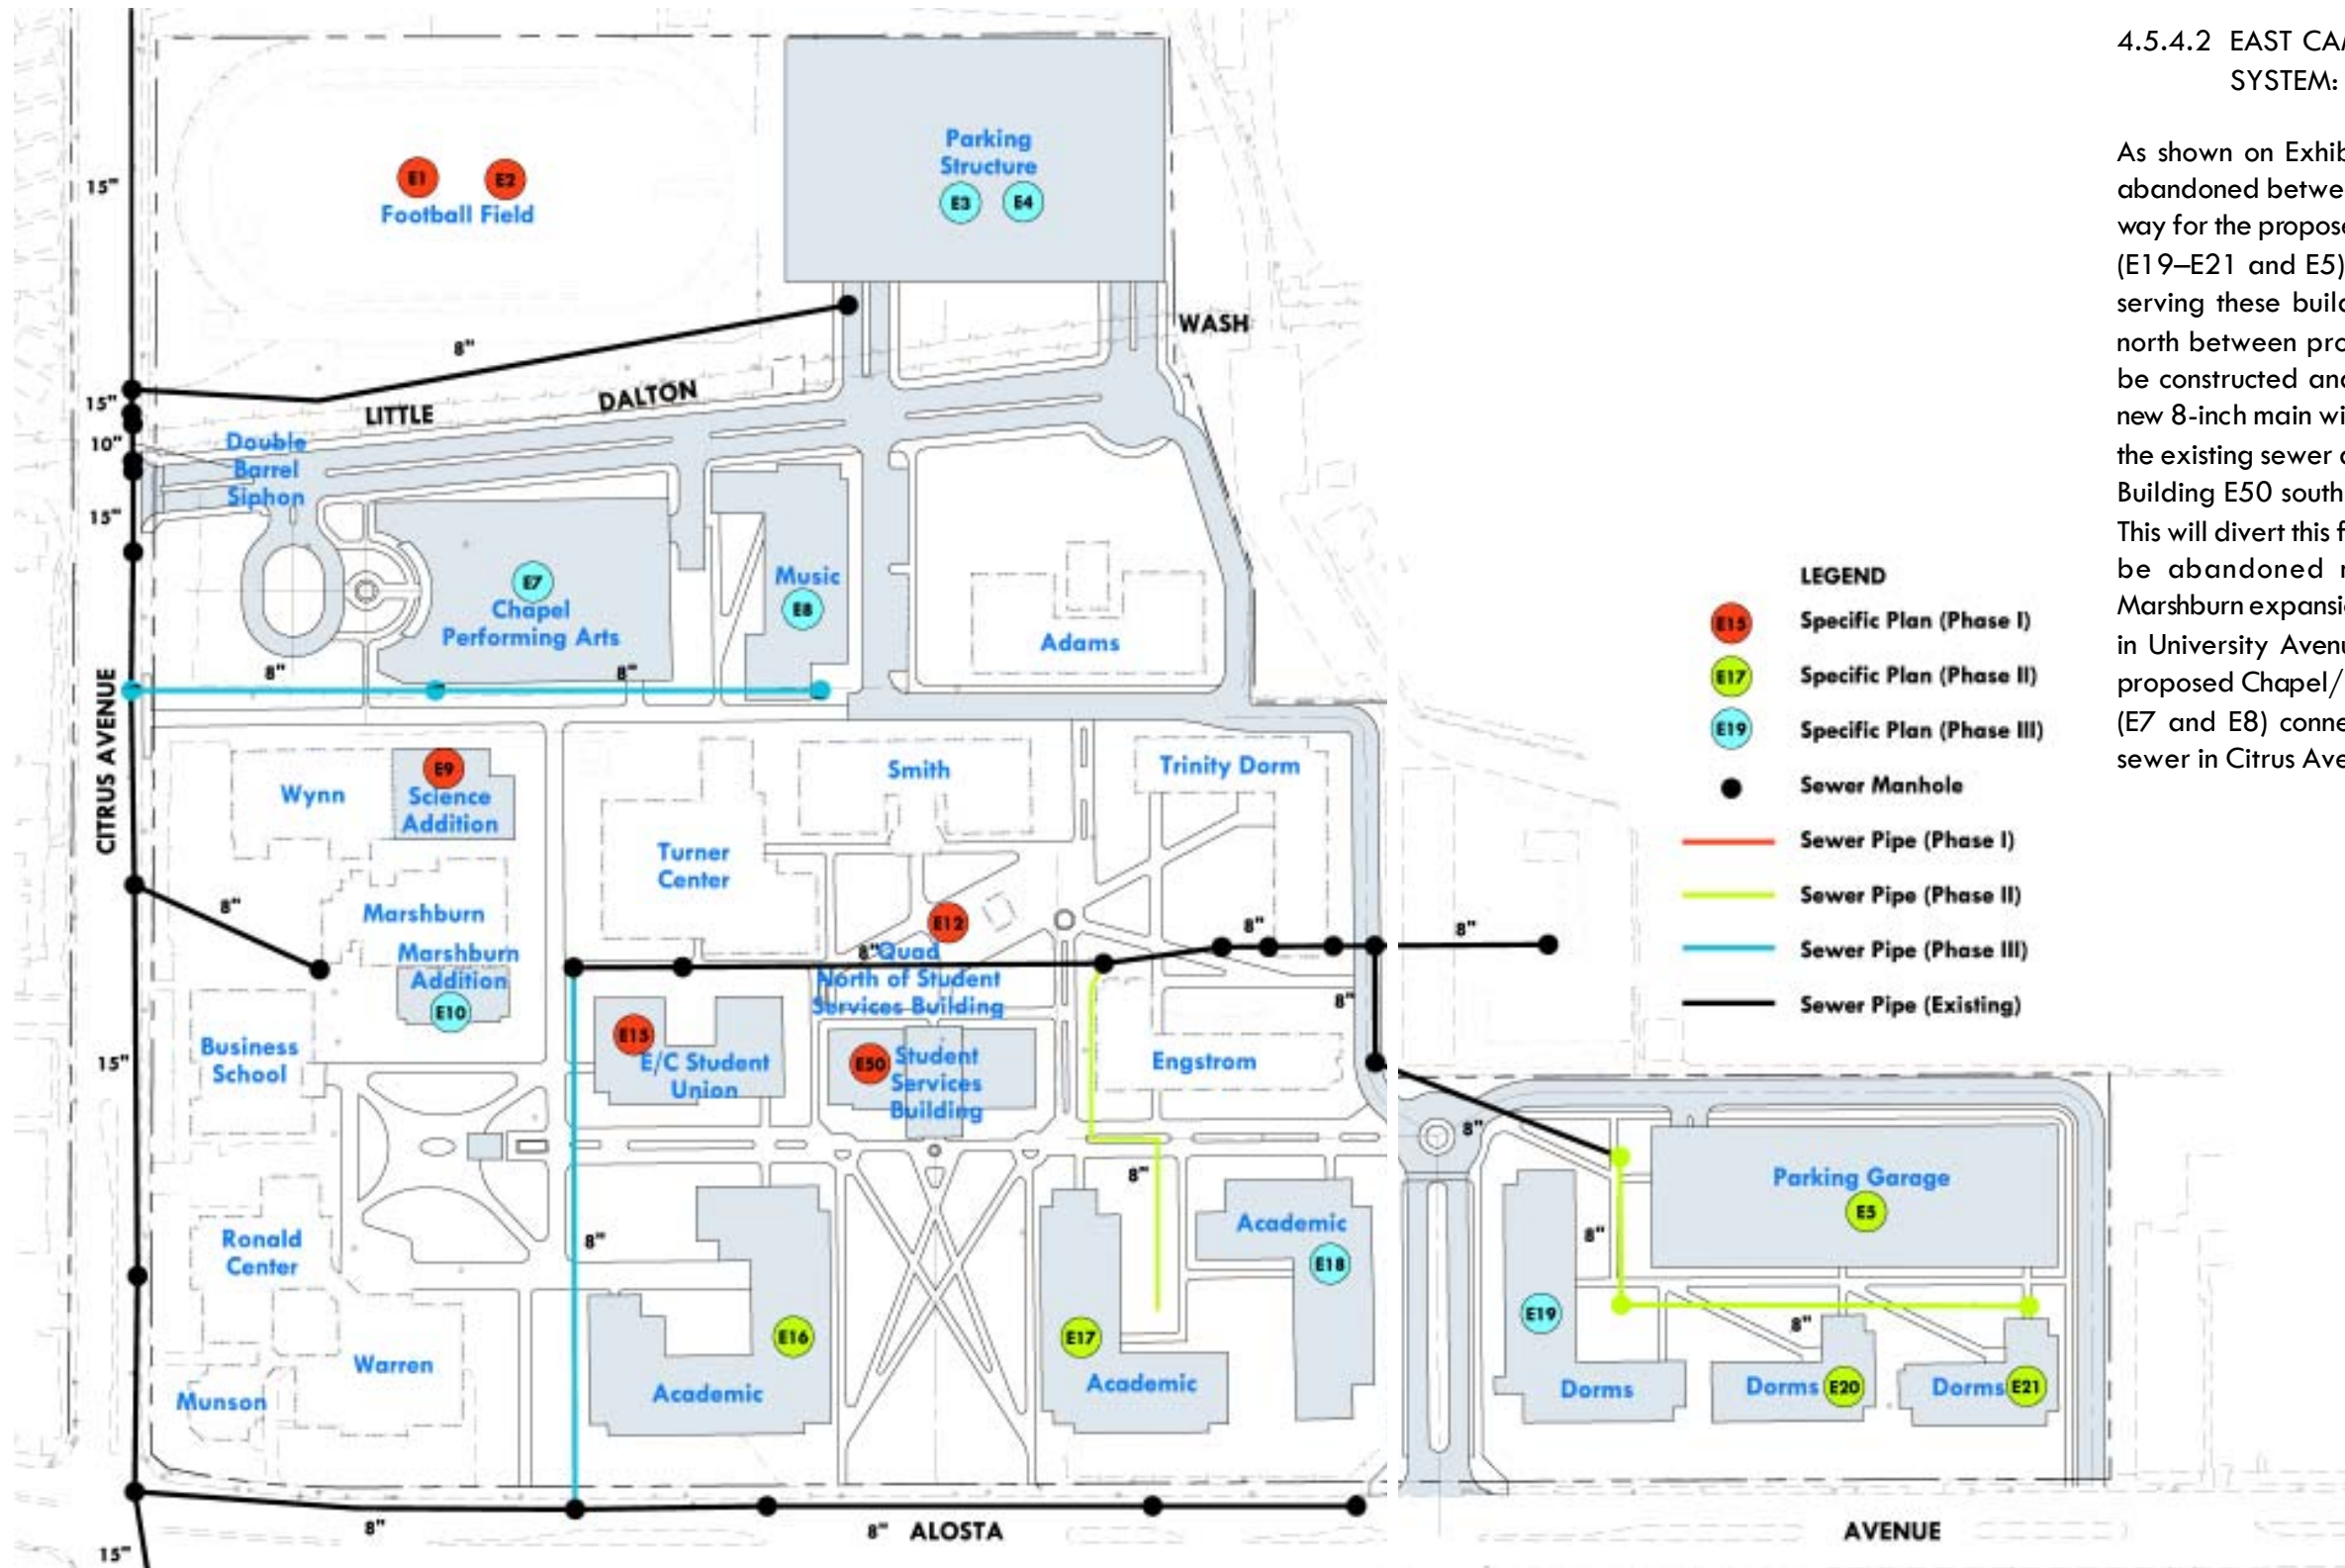 Parking
Structure
E1
E2
Football Field
E3
E4
15"
WASH
8"
15"
LITTLE
DALTON
10"
Double
Barrel
Siphon
15"
E7
Chapel
Performing Arts
Music
E8
Adams
8"
8"
CITRUS AVENUE
E9
Science
Addition
Wynn
Smith
Trinity Dorm
Turner
Center
8"
Marshburn
E12
8"
8"
8"
Quad
North of Student
Services Building
Marshburn
Addition
E10
8"
E15
E/C Student
Union
E50
Student
Services
Building
Engstrom
Business
School
15"
8"
8"
Ronald
Center
8"
Academic
E18
Parking Garage
E5
8"
E16
E17
E19
8"
Warren
Munson
Academic
Academic
Dorms
Dorms
E20
Dorms
E21
8"
8"
ALOSTA
AVENUE
15"
LEGEND
E15
Specific Plan (Phase I)
E17
Specific Plan (Phase II)
E19
Specific Plan (Phase III)
Sewer Manhole
Sewer Pipe (Phase I)
Sewer Pipe (Phase II)
Sewer Pipe (Phase III)
Sewer Pipe (Existing)
4.5.4.2 EAST CAM
SYSTEM:
As shown on Exhib
abandoned betwe
way for the propose
(E19–E21 and E5)
serving these build
north between pro
be constructed and
new 8-inch main wi
the existing sewer
Building E50 south
This will divert this f
be abandoned
Marshburn expansi
in University Avenu
proposed Chapel/
(E7 and E8) conne
sewer in Citrus Ave